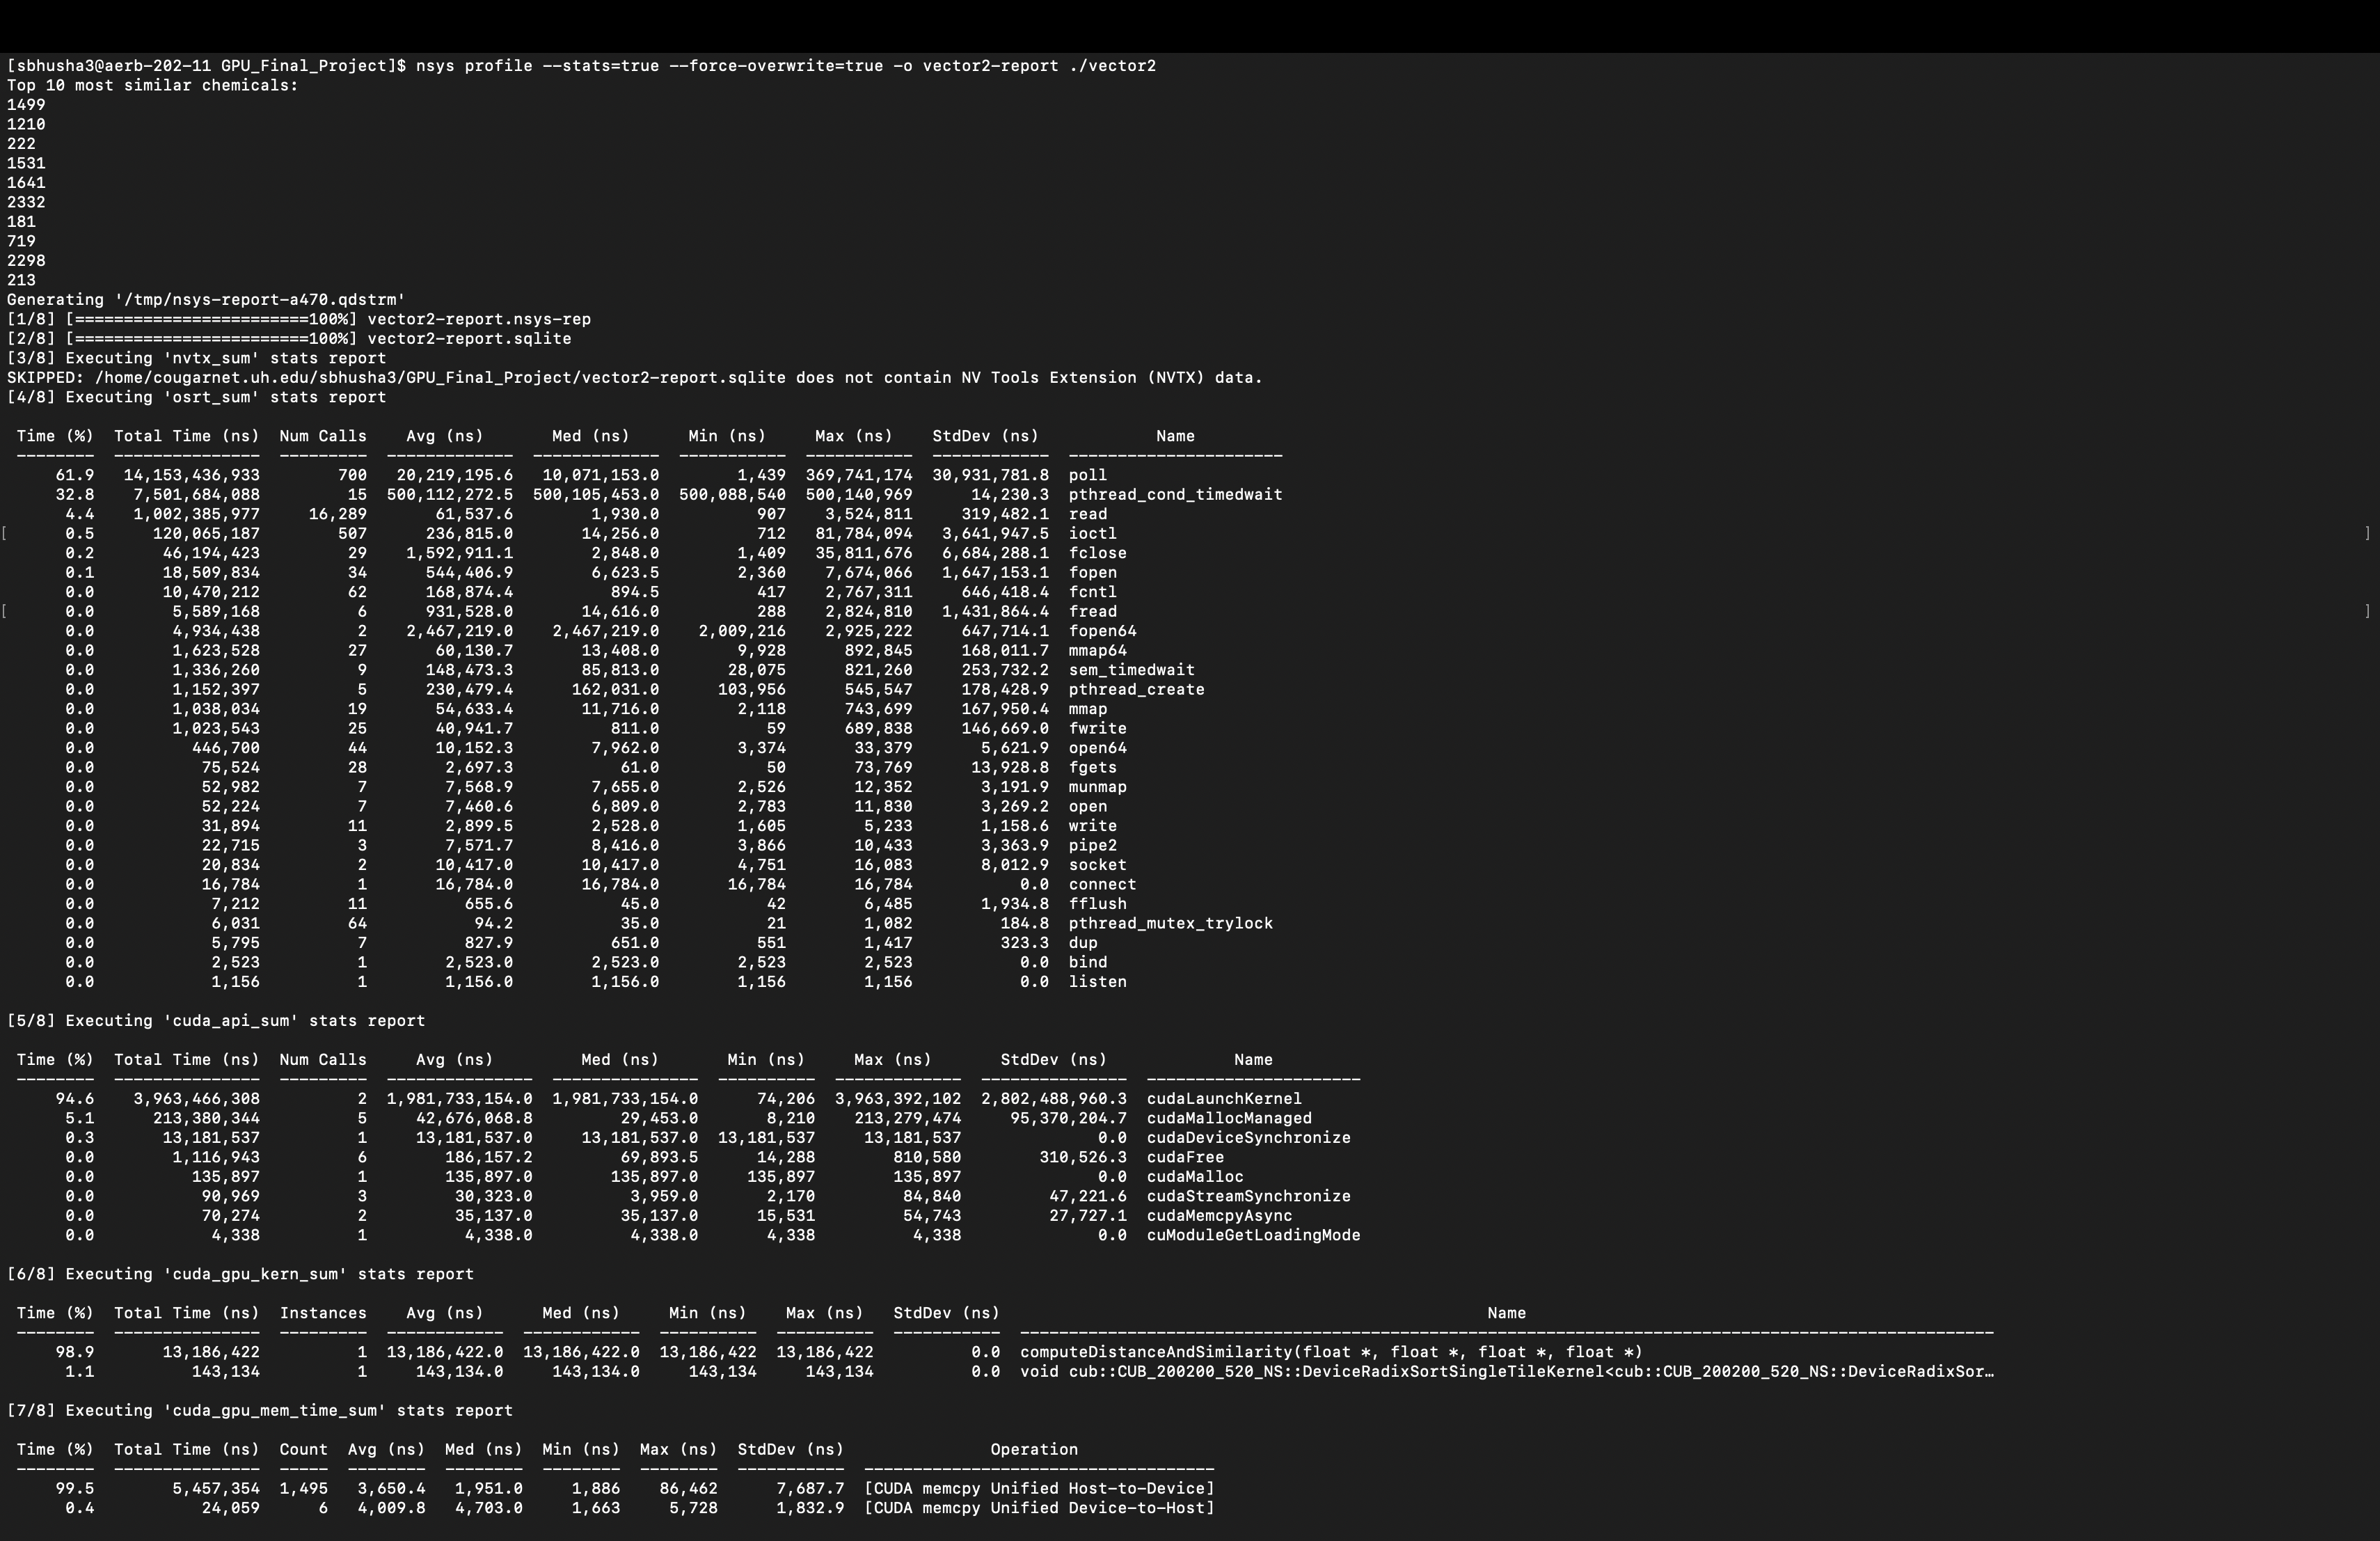 [sbhusha3@aerb-202-11 GPU_Final_Project]$ nsys profile --stats=true --force-overwrite=true -o vector2-report ./vector2
Top 10 most similar chemicals:
1499
1210
222
1531
1641
2332
181
719
2298
213
Generating '/tmp/nsys-report-a470.qdstrm'
[1/8] [========================100%] vector2-report.nsys-rep
[2/8] [========================100%] vector2-report.sqlite
[3/8] Executing 'nvtx_sum' stats report
SKIPPED: /home/cougarnet.uh.edu/sbhusha3/GPU_Final_Project/vector2-report.sqlite does not contain NV Tools Extension (NVTX) data.
[4/8] Executing 'osrt_sum' stats report
Time (%) Total Time (ns) Num Calls Avg (ns) Med (ns) Min (ns) Max (ns) StdDev (ns) Name
-------- --------------- --------- ------------- ------------- ----------- ----------- ------------ ----------------------
61.9 14,153,436,933 700 20,219,195.6 10,071,153.0 1,439 369,741,174 30,931,781.8 poll
32.8 7,501,684,088 15 500,112,272.5 500,105,453.0 500,088,540 500,140,969 14,230.3 pthread_cond_timedwait
4.4 1,002,385,977 16,289 61,537.6 1,930.0 907 3,524,811 319,482.1 read
[ 0.5 120,065,187 507 236,815.0 14,256.0 712 81,784,094 3,641,947.5 ioctl ]
0.2 46,194,423 29 1,592,911.1 2,848.0 1,409 35,811,676 6,684,288.1 fclose
0.1 18,509,834 34 544,406.9 6,623.5 2,360 7,674,066 1,647,153.1 fopen
0.0 10,470,212 62 168,874.4 894.5 417 2,767,311 646,418.4 fcntl
[ 0.0 5,589,168 6 931,528.0 14,616.0 288 2,824,810 1,431,864.4 fread ]
0.0 4,934,438 2 2,467,219.0 2,467,219.0 2,009,216 2,925,222 647,714.1 fopen64
0.0 1,623,528 27 60,130.7 13,408.0 9,928 892,845 168,011.7 mmap64
0.0 1,336,260 9 148,473.3 85,813.0 28,075 821,260 253,732.2 sem_timedwait
0.0 1,152,397 5 230,479.4 162,031.0 103,956 545,547 178,428.9 pthread_create
0.0 1,038,034 19 54,633.4 11,716.0 2,118 743,699 167,950.4 mmap
0.0 1,023,543 25 40,941.7 811.0 59 689,838 146,669.0 fwrite
0.0 446,700 44 10,152.3 7,962.0 3,374 33,379 5,621.9 open64
0.0 75,524 28 2,697.3 61.0 50 73,769 13,928.8 fgets
0.0 52,982 7 7,568.9 7,655.0 2,526 12,352 3,191.9 munmap
0.0 52,224 7 7,460.6 6,809.0 2,783 11,830 3,269.2 open
0.0 31,894 11 2,899.5 2,528.0 1,605 5,233 1,158.6 write
0.0 22,715 3 7,571.7 8,416.0 3,866 10,433 3,363.9 pipe2
0.0 20,834 2 10,417.0 10,417.0 4,751 16,083 8,012.9 socket
0.0 16,784 1 16,784.0 16,784.0 16,784 16,784 0.0 connect
0.0 7,212 11 655.6 45.0 42 6,485 1,934.8 fflush
0.0 6,031 64 94.2 35.0 21 1,082 184.8 pthread_mutex_trylock
0.0 5,795 7 827.9 651.0 551 1,417 323.3 dup
0.0 2,523 1 2,523.0 2,523.0 2,523 2,523 0.0 bind
0.0 1,156 1 1,156.0 1,156.0 1,156 1,156 0.0 listen
[5/8] Executing 'cuda_api_sum' stats report
Time (%) Total Time (ns) Num Calls Avg (ns) Med (ns) Min (ns) Max (ns) StdDev (ns) Name
-------- --------------- --------- --------------- --------------- ---------- ------------- --------------- ----------------------
94.6 3,963,466,308 2 1,981,733,154.0 1,981,733,154.0 74,206 3,963,392,102 2,802,488,960.3 cudaLaunchKernel
5.1 213,380,344 5 42,676,068.8 29,453.0 8,210 213,279,474 95,370,204.7 cudaMallocManaged
0.3 13,181,537 1 13,181,537.0 13,181,537.0 13,181,537 13,181,537 0.0 cudaDeviceSynchronize
0.0 1,116,943 6 186,157.2 69,893.5 14,288 810,580 310,526.3 cudaFree
0.0 135,897 1 135,897.0 135,897.0 135,897 135,897 0.0 cudaMalloc
0.0 90,969 3 30,323.0 3,959.0 2,170 84,840 47,221.6 cudaStreamSynchronize
0.0 70,274 2 35,137.0 35,137.0 15,531 54,743 27,727.1 cudaMemcpyAsync
0.0 4,338 1 4,338.0 4,338.0 4,338 4,338 0.0 cuModuleGetLoadingMode
[6/8] Executing 'cuda_gpu_kern_sum' stats report
Time (%) Total Time (ns) Instances Avg (ns) Med (ns) Min (ns) Max (ns) StdDev (ns) Name
-------- --------------- --------- ------------ ------------ ---------- ---------- ----------- ----------------------------------------------------------------------------------------------------
98.9 13,186,422 1 13,186,422.0 13,186,422.0 13,186,422 13,186,422 0.0 computeDistanceAndSimilarity(float *, float *, float *, float *)
1.1 143,134 1 143,134.0 143,134.0 143,134 143,134 0.0 void cub::CUB_200200_520_NS::DeviceRadixSortSingleTileKernel<cub::CUB_200200_520_NS::DeviceRadixSor…
[7/8] Executing 'cuda_gpu_mem_time_sum' stats report
Time (%) Total Time (ns) Count Avg (ns) Med (ns) Min (ns) Max (ns) StdDev (ns) Operation
-------- --------------- ----- -------- -------- -------- -------- ----------- ------------------------------------
99.5 5,457,354 1,495 3,650.4 1,951.0 1,886 86,462 7,687.7 [CUDA memcpy Unified Host-to-Device]
0.4 24,059 6 4,009.8 4,703.0 1,663 5,728 1,832.9 [CUDA memcpy Unified Device-to-Host]